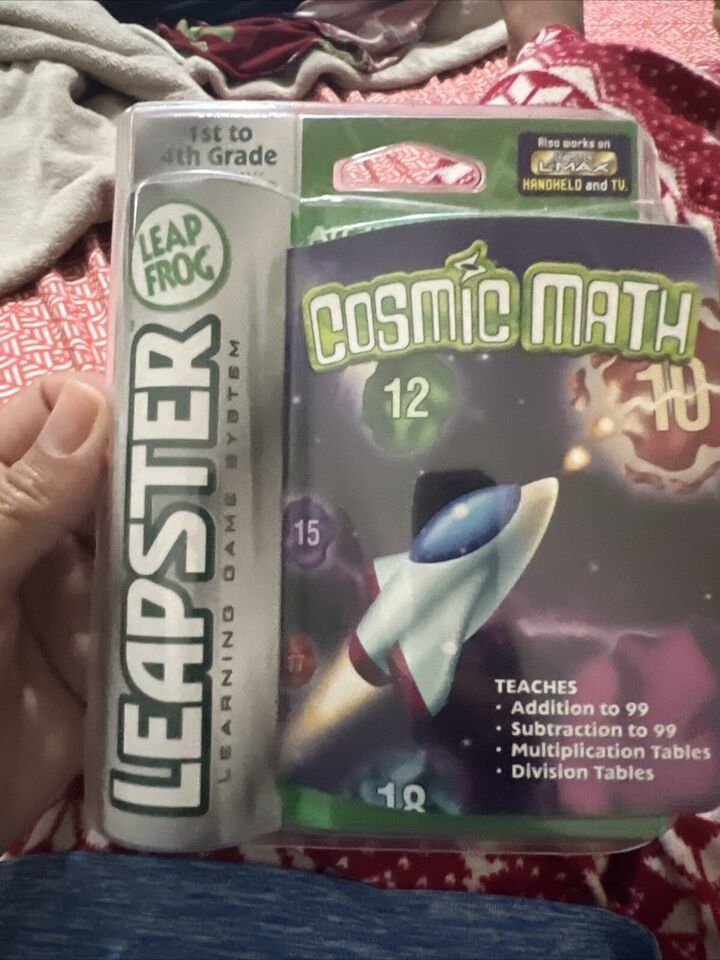 1st to
4th Grade
Also works on
L-MAX
HANDHELD and TV.
LEAP
FROG
LEAPSTER
LEARNING GAME SYSTEM
COSMIC MATH
12
10
15
17
18
TEACHES
• Addition to 99
• Subtraction to 99
• Multiplication Tables
• Division Tables